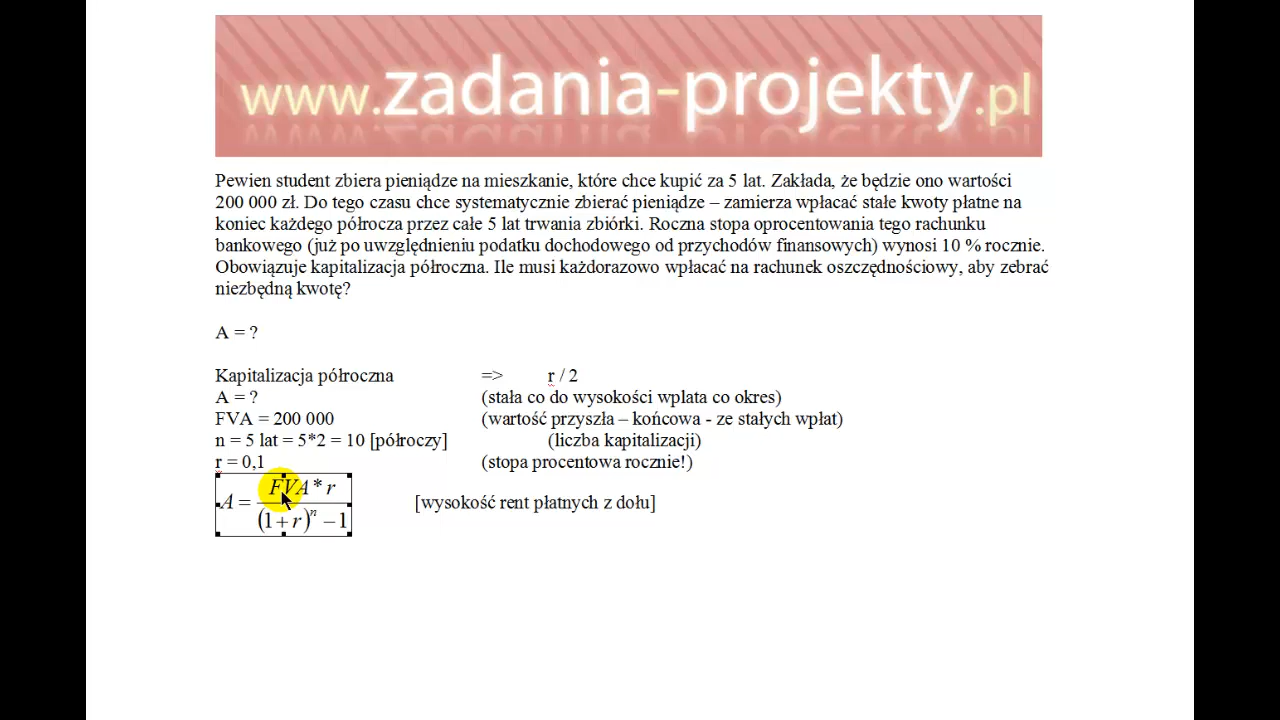 www.zadania-projekty.pl
Pewien student zbiera pieniądze na mieszkanie, które chce kupić za 5 lat. Zakłada, że będzie ono wartości
200 000 zł. Do tego czasu chce systematycznie zbierać pieniądze – zamierza wpłacać stałe kwoty płatne na
koniec każdego półrocza przez całe 5 lat trwania zbiórki. Roczna stopa oprocentowania tego rachunku
bankowego (już po uwzględnieniu podatku dochodowego od przychodów finansowych) wynosi 10 % rocznie.
Obowiązuje kapitalizacja półroczna. Ile musi każdorazowo wpłacać na rachunek oszczędnościowy, aby zebrać
niezbędną kwotę?
A = ?
Kapitalizacja półroczna => r / 2
A = ? (stała co do wysokości wplata co okres)
FVA = 200 000 (wartość przyszła – końcowa - ze stałych wpłat)
n = 5 lat = 5*2 = 10 [półroczy] (liczba kapitalizacji)
r = 0,1 (stopa procentowa rocznie!)
A = FVA * r / (1 + r)^n − 1 [wysokość rent płatnych z dołu]